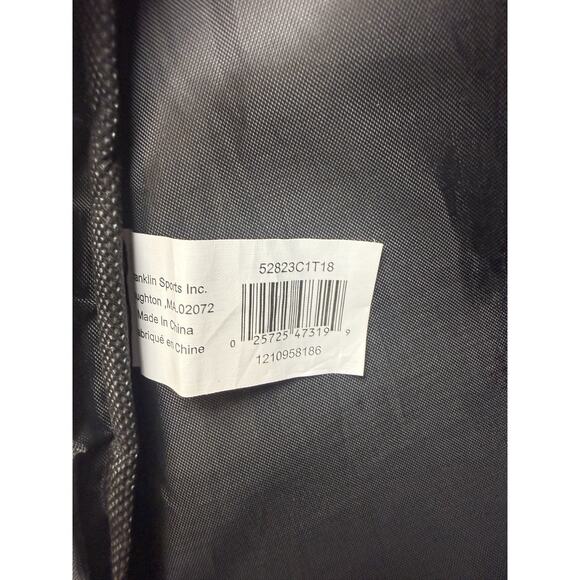 anklin Sports Inc.
ughton ,MA.02072
Made In China
abriqué en Chine
52823C1T18
0 25725 47319 9
1210958186